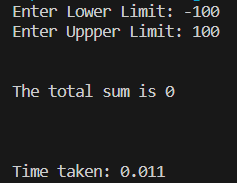 Enter Lower Limit: -100
Enter Uppper Limit: 100
The total sum is 0
Time taken: 0.011